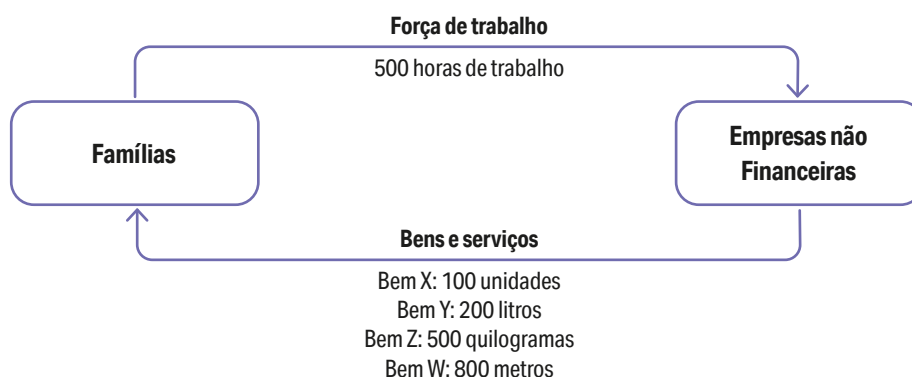 Força de trabalho
500 horas de trabalho
Famílias
Empresas não
Financeiras
Bens e serviços
Bem X: 100 unidades
Bem Y: 200 litros
Bem Z: 500 quilogramas
Bem W: 800 metros